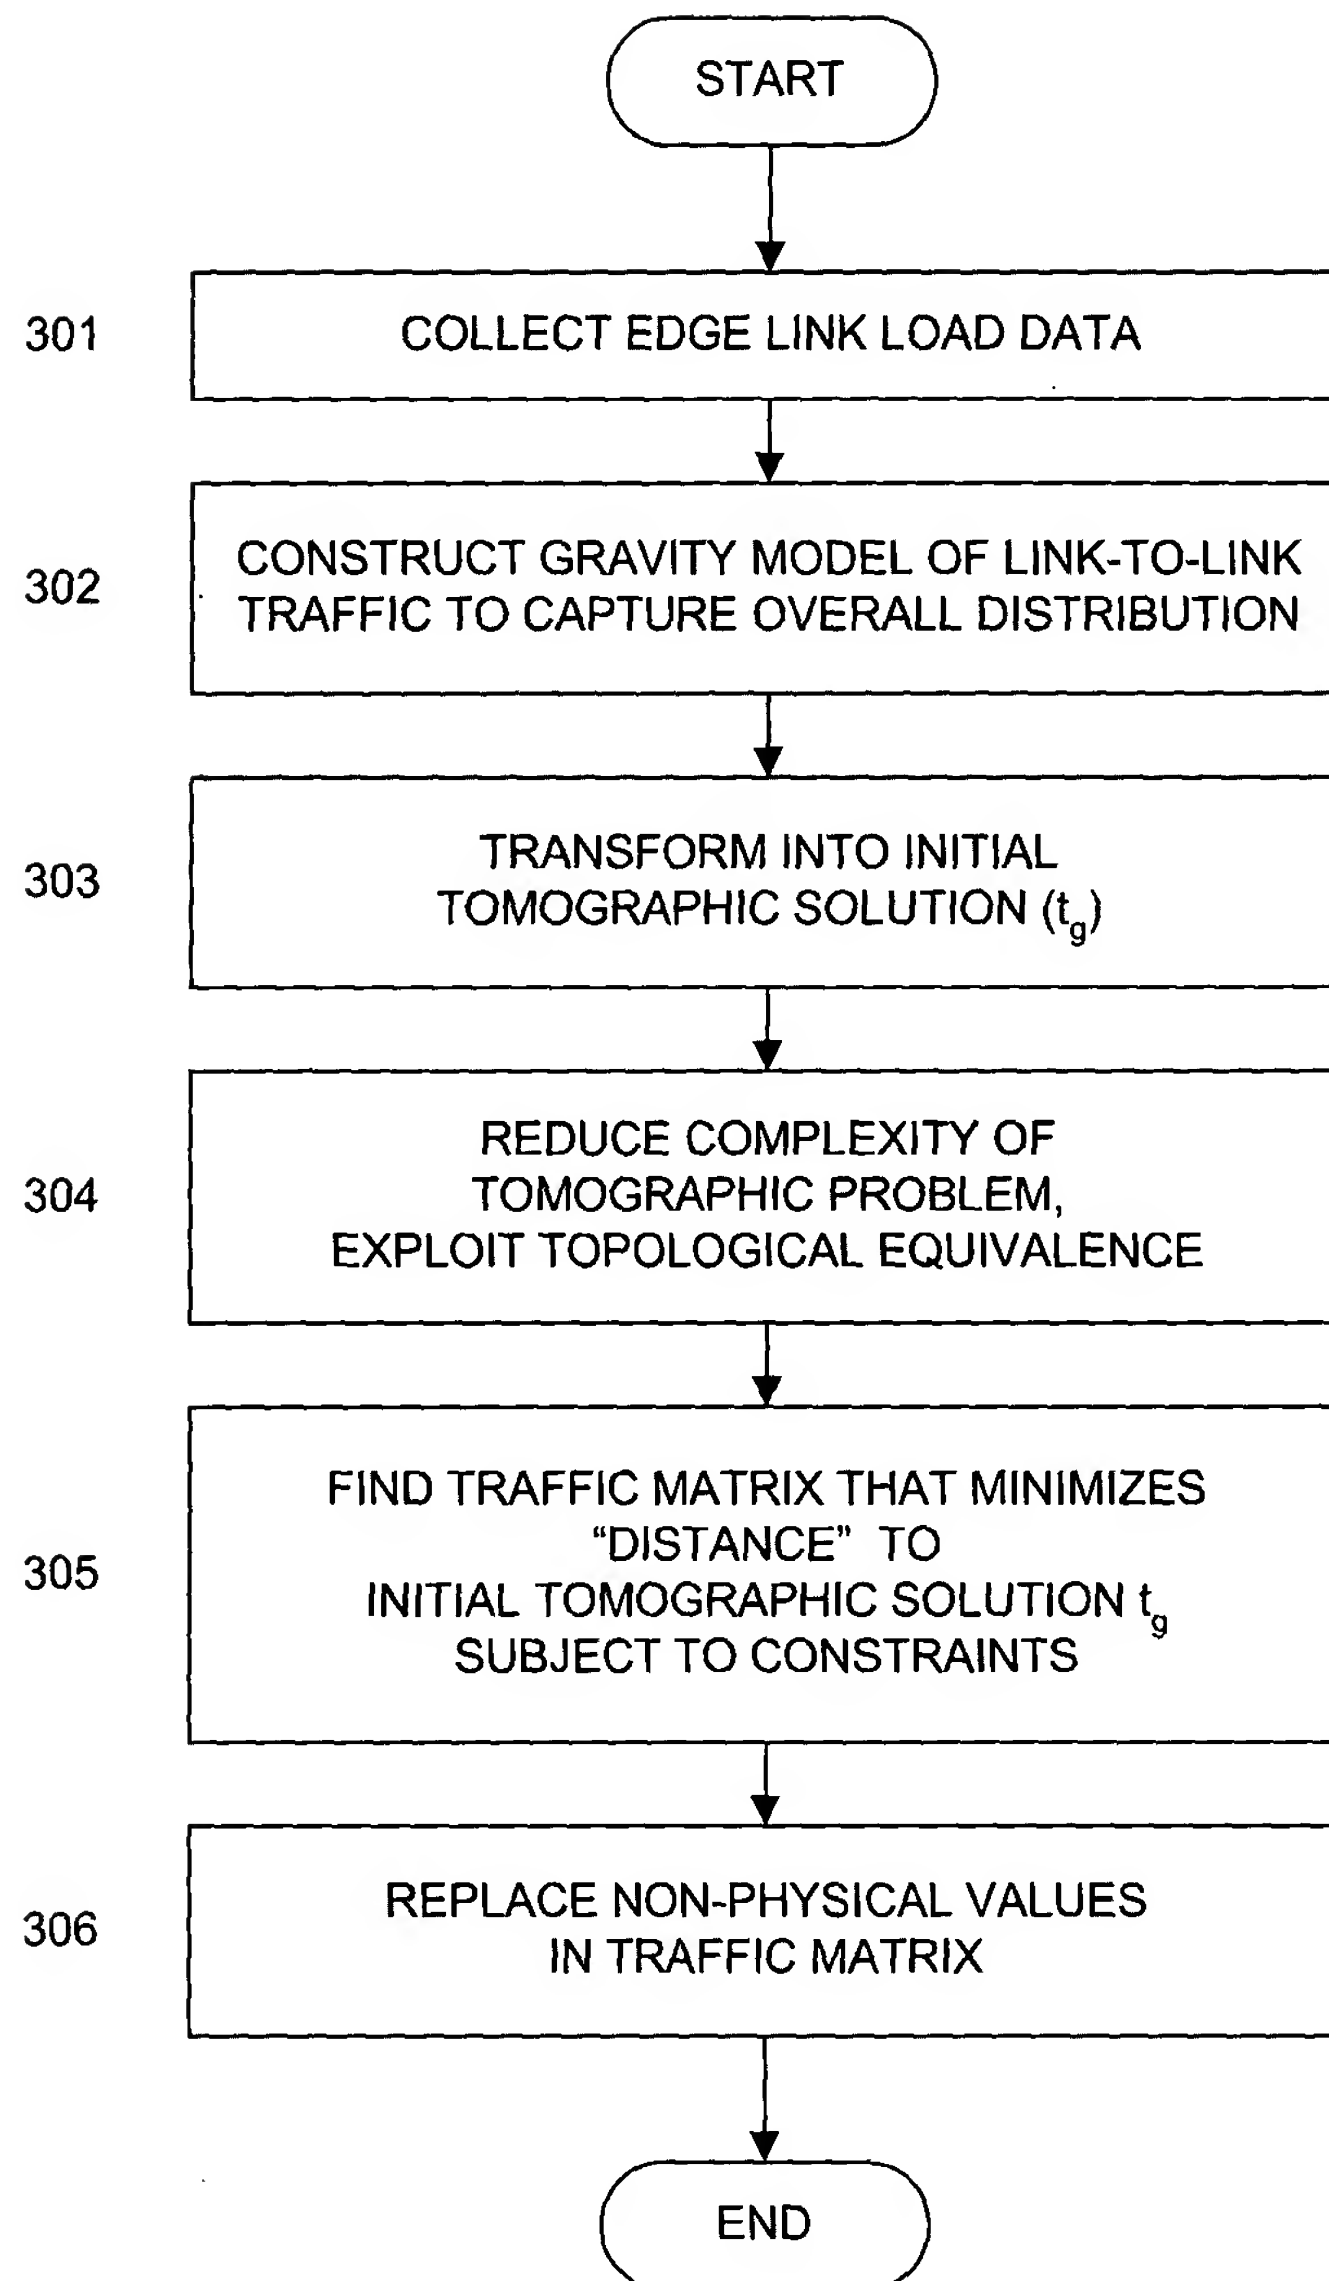 START
301
COLLECT EDGE LINK LOAD DATA
302
CONSTRUCT GRAVITY MODEL OF LINK-TO-LINK
TRAFFIC TO CAPTURE OVERALL DISTRIBUTION
303
TRANSFORM INTO INITIAL
TOMOGRAPHIC SOLUTION (tg)
304
REDUCE COMPLEXITY OF
TOMOGRAPHIC PROBLEM,
EXPLOIT TOPOLOGICAL EQUIVALENCE
305
FIND TRAFFIC MATRIX THAT MINIMIZES
“DISTANCE” TO
INITIAL TOMOGRAPHIC SOLUTION tg
SUBJECT TO CONSTRAINTS
306
REPLACE NON-PHYSICAL VALUES
IN TRAFFIC MATRIX
END